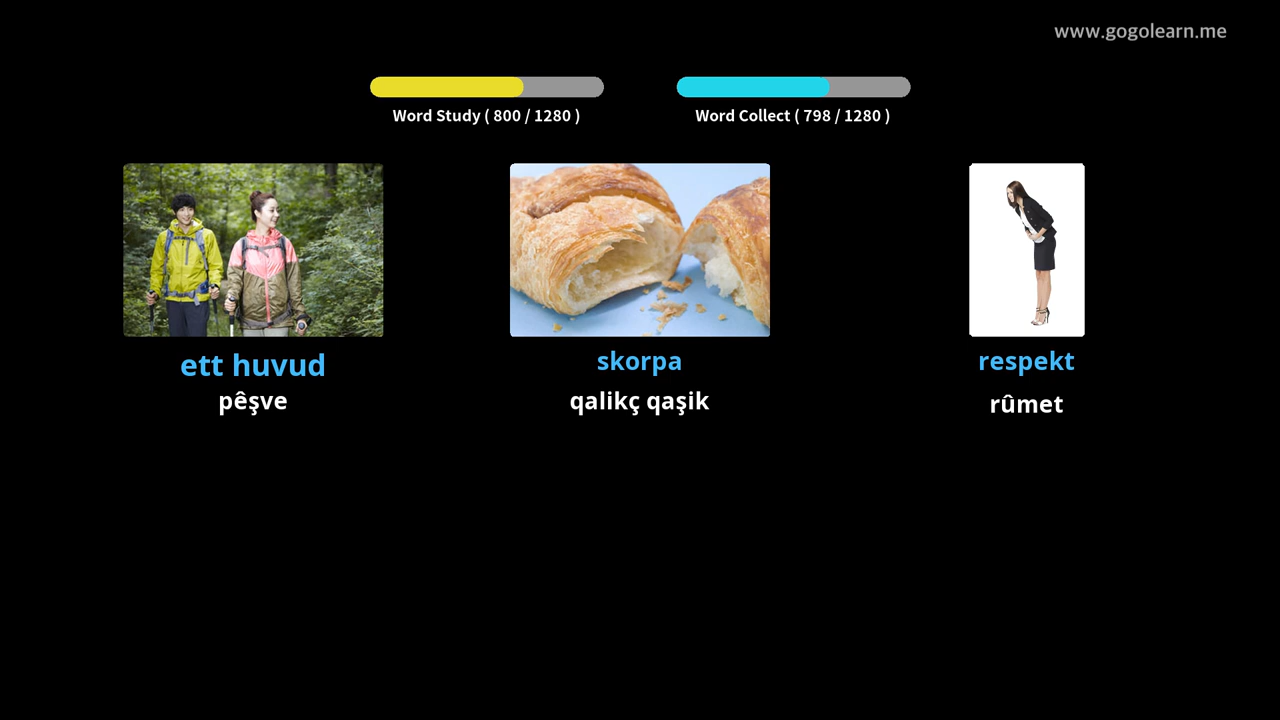 www.gogolearn.me
Word Study ( 800 / 1280 )
Word Collect ( 798 / 1280 )
ett huvud
pêşve
skorpa
qalikç qaşik
respekt
rûmet